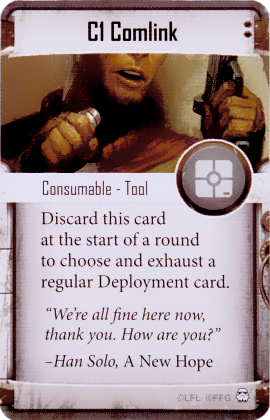 C1 Comlink
Consumable - Tool
Discard this card
at the start of a round
to choose and exhaust a
regular Deployment card.
“We’re all fine here now,
thank you. How are you?”
–Han Solo, A New Hope
©LFL ©FFG